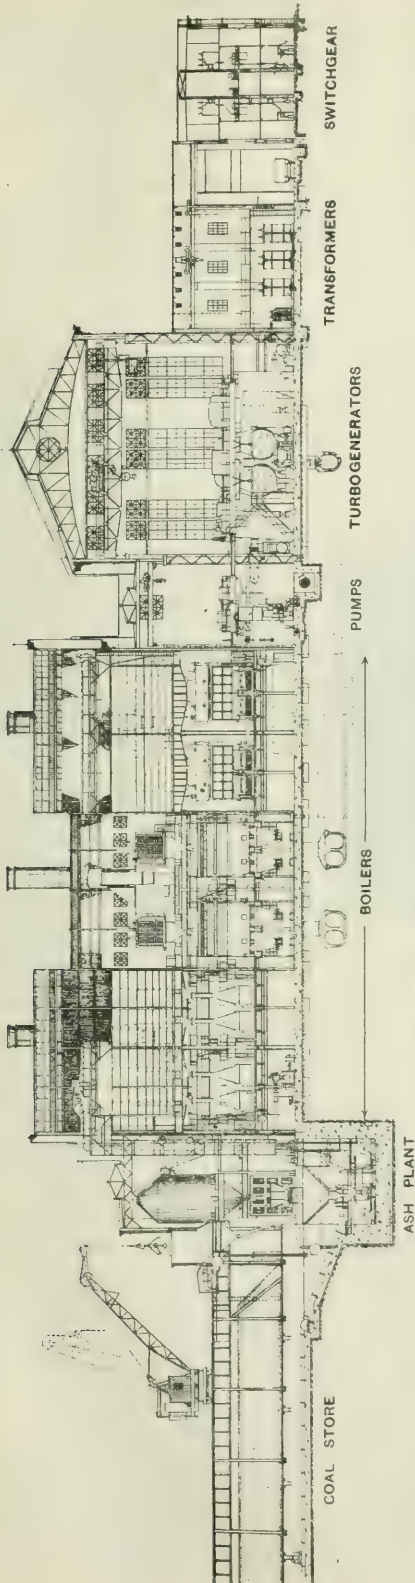 COAL STORE
ASH PLANT
BOILERS
PUMPS
TURBOGENERATORS
TRANSFORMERS
SWITCHGEAR